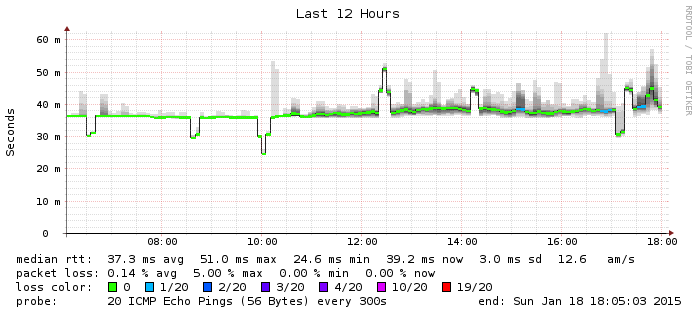 Last 12 Hours
RRDTOOL / TOBI OETIKER
Seconds
60 m
50 m
40 m
30 m
20 m
10 m
0
08:00 10:00 12:00 14:00 16:00 18:00
median rtt: 37.3 ms avg 51.0 ms max 24.6 ms min 39.2 ms now 3.0 ms sd 12.6 am/s
packet loss: 0.14 % avg 5.00 % max 0.00 % min 0.00 % now
loss color: 0 1/20 2/20 3/20 4/20 10/20 19/20
probe: 20 ICMP Echo Pings (56 Bytes) every 300s end: Sun Jan 18 18:05:03 2015